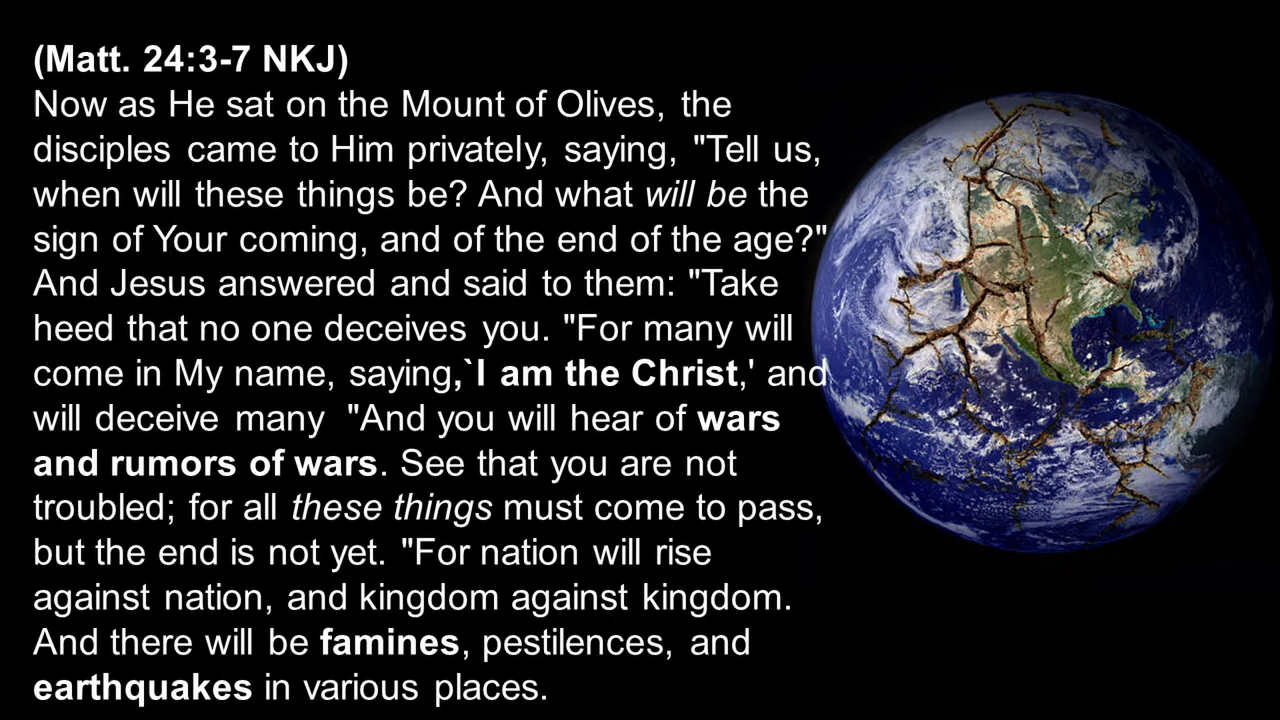 (Matt. 24:3-7 NKJ)
Now as He sat on the Mount of Olives, the
disciples came to Him privately, saying, "Tell us,
when will these things be? And what will be the
sign of Your coming, and of the end of the age?"
And Jesus answered and said to them: "Take
heed that no one deceives you. "For many will
come in My name, saying,`I am the Christ,' and
will deceive many  "And you will hear of wars
and rumors of wars. See that you are not
troubled; for all these things must come to pass,
but the end is not yet. "For nation will rise
against nation, and kingdom against kingdom.
And there will be famines, pestilences, and
earthquakes in various places.